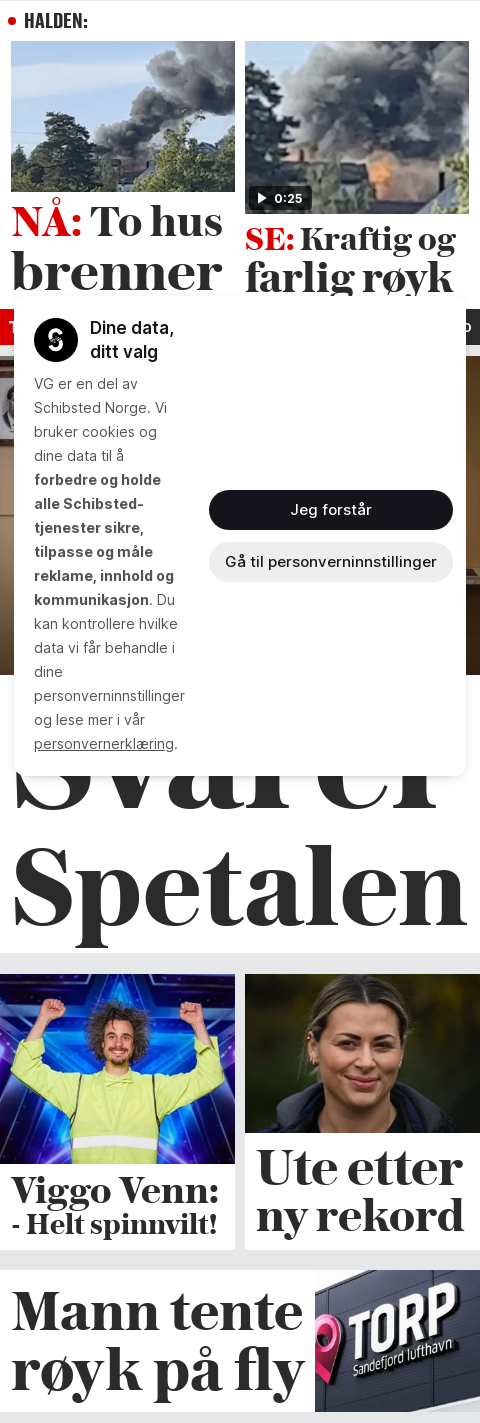 HALDEN:
NÅ: To hus
brenner
0:25
SE: Kraftig og
farlig røyk
Dine data,
ditt valg
VG er en del av
Schibsted Norge. Vi
bruker cookies og
dine data til å
forbedre og holde
alle Schibsted-
tjenester sikre,
tilpasse og måle
reklame, innhold og
kommunikasjon. Du
kan kontrollere hvilke
data vi får behandle i
dine
personverninnstillinger
og lese mer i vår
personvernerklæring.
Jeg forstår
Gå til personverninnstillinger
Svarer
Spetalen
Viggo Venn:
- Helt spinnvilt!
Ute etter
ny rekord
Mann tente
røyk på fly
TORP
Sandefjord lufthavn